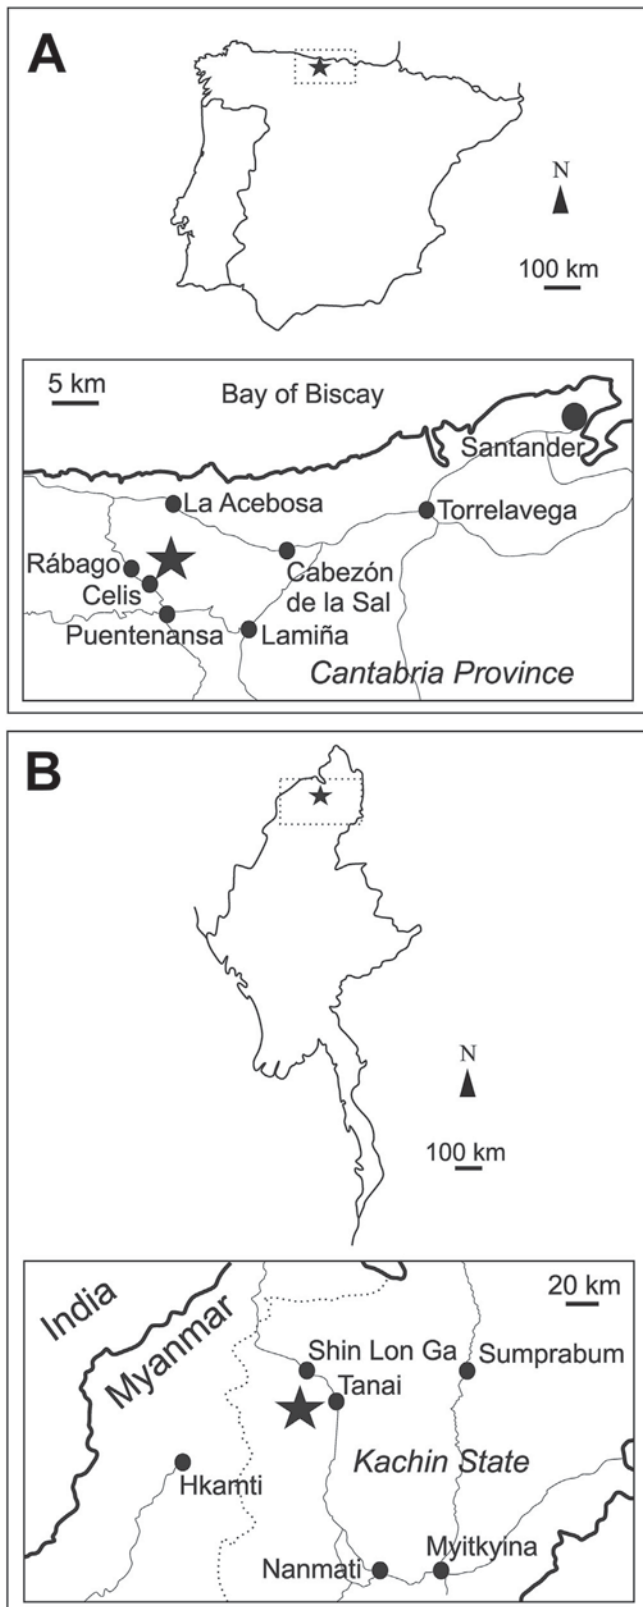 A
N
100 km
5 km
Bay of Biscay
Santander
La Acebosa
Torrelavega
Rábago
Cabezón
de la Sal
Celis
Puentenansa
Lamiña
Cantabria Province
B
N
100 km
20 km
India
Myanmar
Shin Lon Ga
Sumprabum
Tanai
Kachin State
Hkamti
Nanmati
Myitkyina